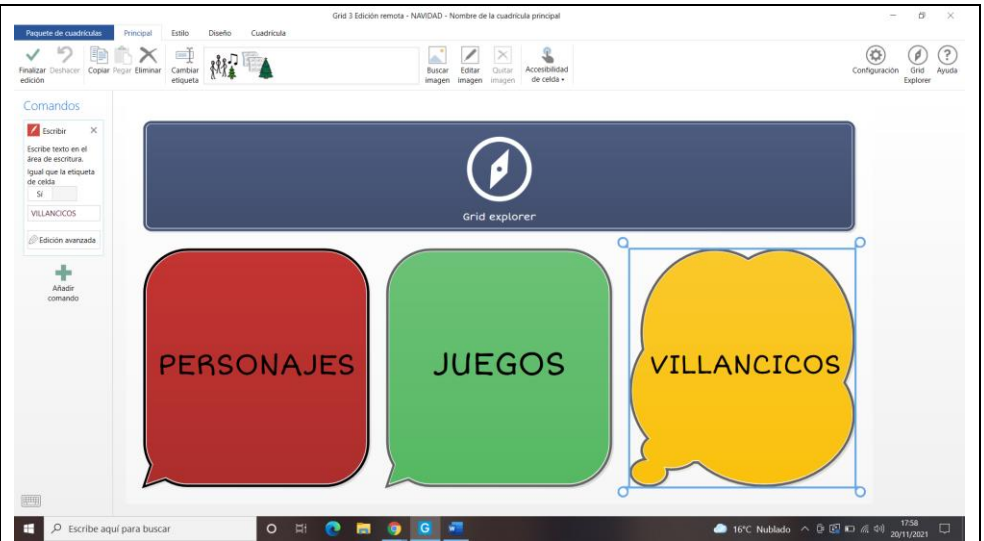 Grid 3 Edición remota - NAVIDAD - Nombre de la cuadrícula principal
Paquete de cuadrículas Principal Estilo Diseño Cuadrícula
Finalizar edición Deshacer Copiar Pegar Eliminar Cambiar etiqueta Buscar imagen Editar imagen Quitar imagen Accesibilidad de celda Configuración Grid Explorer Ayuda
Comandos
Escribir
Escribe texto en el
área de escritura.
Igual que la etiqueta
de celda
Sí
VILLANCICOS
Edición avanzada
Añadir
comando
Grid explorer
PERSONAJES JUEGOS VILLANCICOS
Escribe aquí para buscar
16°C Nublado
17:58
20/11/2021